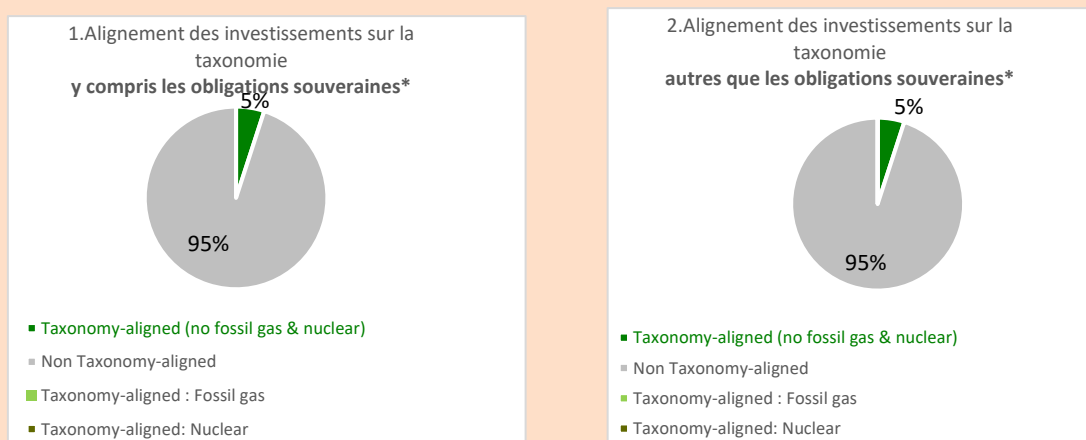 1.Alignement des investissements sur la
taxonomie
y compris les obligations souveraines*
5%
95%
Taxonomy-aligned (no fossil gas & nuclear)
Non Taxonomy-aligned
Taxonomy-aligned : Fossil gas
Taxonomy-aligned: Nuclear
2.Alignement des investissements sur la
taxonomie
autres que les obligations souveraines*
5%
95%
Taxonomy-aligned (no fossil gas & nuclear)
Non Taxonomy-aligned
Taxonomy-aligned : Fossil gas
Taxonomy-aligned: Nuclear